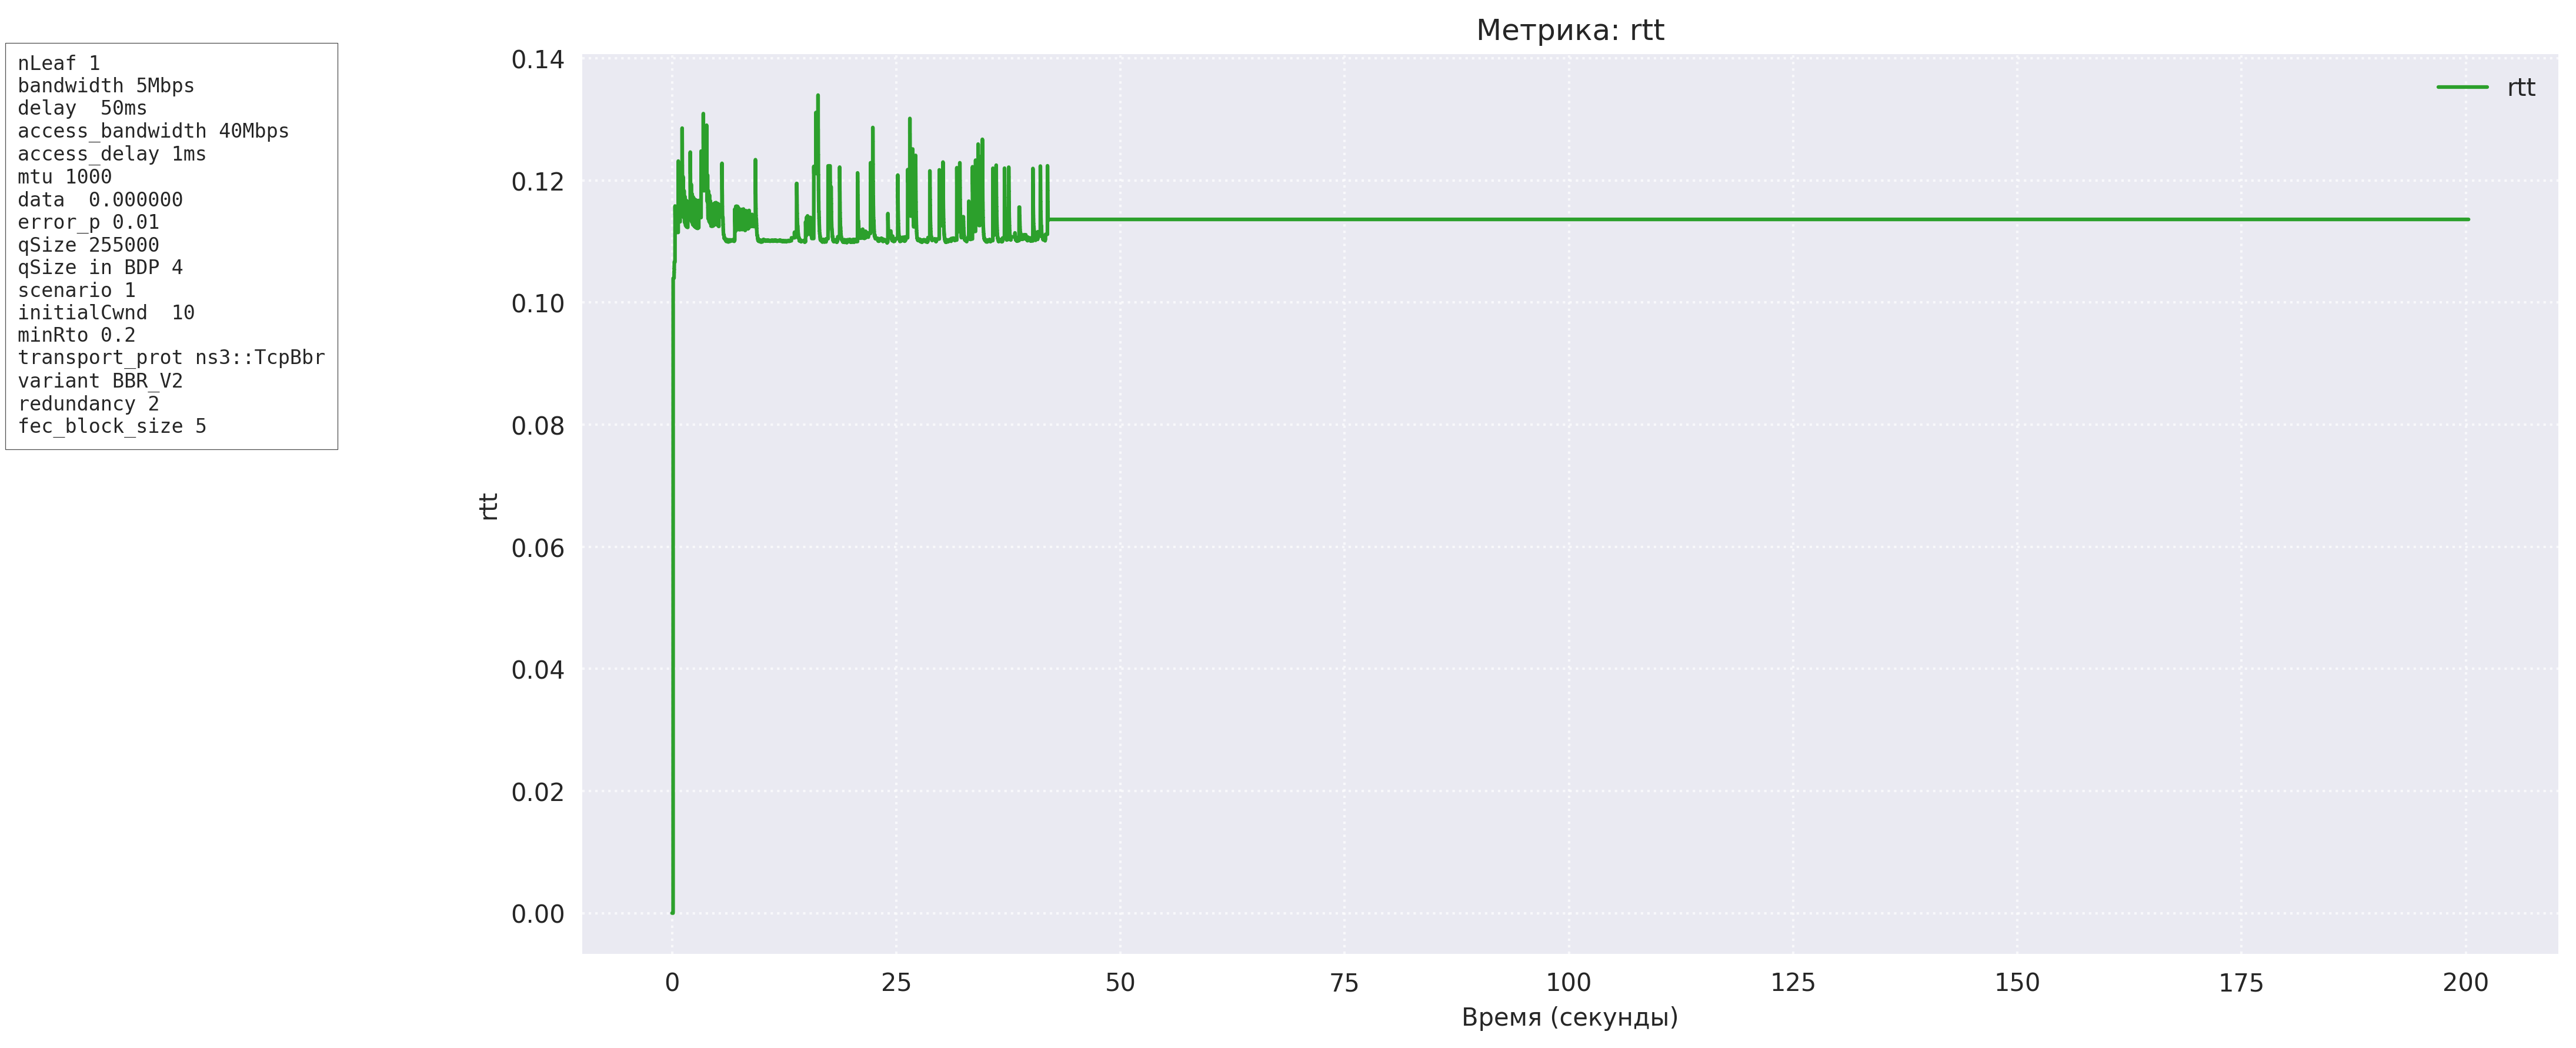 Метрика: rtt
nLeaf 1
bandwidth 5Mbps
delay  50ms
access_bandwidth 40Mbps
access_delay 1ms
mtu 1000
data  0.000000
error_p 0.01
qSize 255000
qSize in BDP 4
scenario 1
initialCwnd  10
minRto 0.2
transport_prot ns3::TcpBbr
variant BBR_V2
redundancy 2
fec_block_size 5
rtt
0.14
0.12
0.10
0.08
0.06
0.04
0.02
0.00
rtt
0 25 50 75 100 125 150 175 200
Время (секунды)